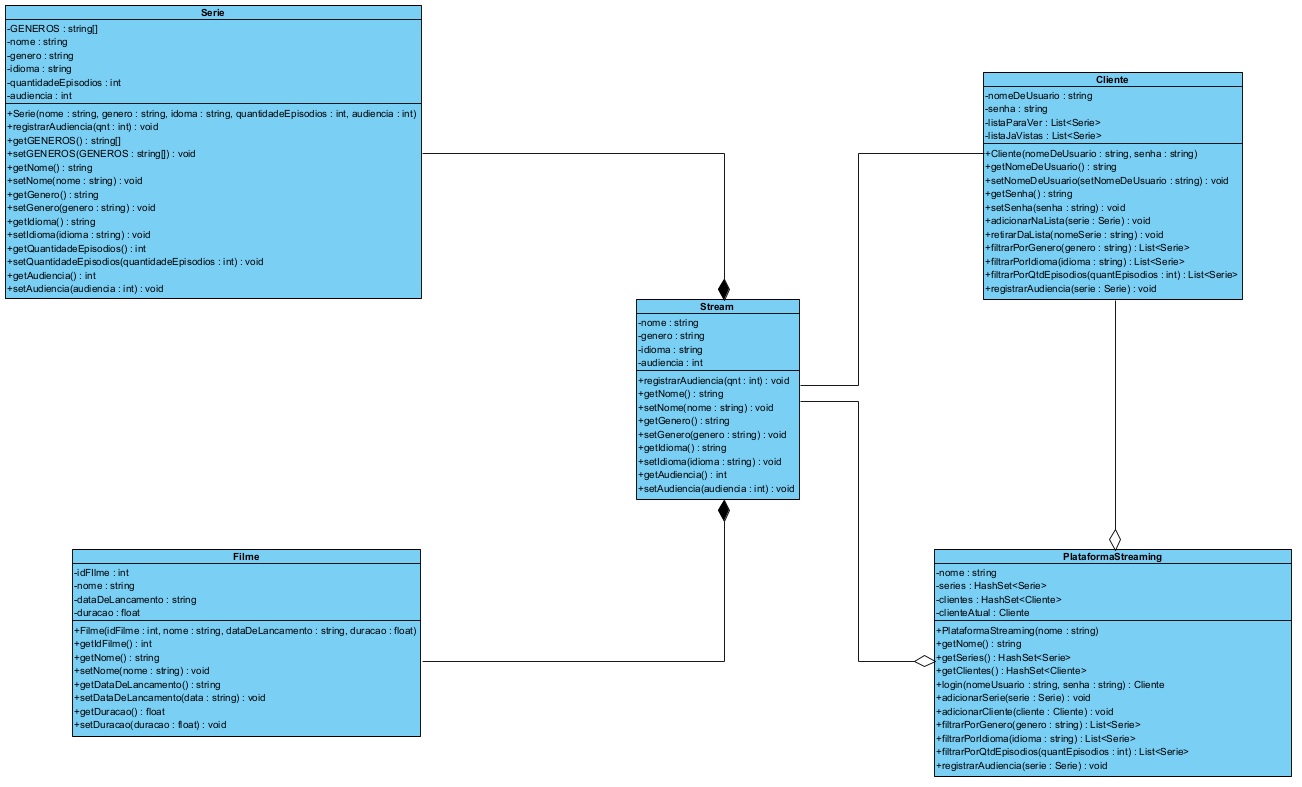 Serie
-GENEROS : string[]
-nome : string
-genero : string
-idioma : string
-quantidadeEpisodios : int
-audiencia : int
+Serie(nome : string, genero : string, idoma : string, quantidadeEpisodios : int, audiencia : int)
+registrarAudiencia(qnt : int) : void
+getGENEROS() : string[]
+setGENEROS(GENEROS : string[]) : void
+getNome() : string
+setNome(nome : string) : void
+getGenero() : string
+setGenero(genero : string) : void
+getIdioma() : string
+setIdioma(idioma : string) : void
+getQuantidadeEpisodios() : int
+setQuantidadeEpisodios(quantidadeEpisodios : int) : void
+getAudiencia() : int
+setAudiencia(audiencia : int) : void
Cliente
-nomeDeUsuario : string
-senha : string
-listaParaVer : List<Serie>
-listaJaVistas : List<Serie>
+Cliente(nomeDeUsuario : string, senha : string)
+getNomeDeUsuario() : string
+setNomeDeUsuario(setNomeDeUsuario : string) : void
+getSenha() : string
+setSenha(senha : string) : void
+adicionarNaLista(serie : Serie) : void
+retirarDaLista(nomeSerie : string) : void
+filtrarPorGenero(genero : string) : List<Serie>
+filtrarPorIdioma(idioma : string) : List<Serie>
+filtrarPorQtdEpisodios(quantEpisodios : int) : List<Serie>
+registrarAudiencia(serie : Serie) : void
Stream
-nome : string
-genero : string
-idioma : string
-audiencia : int
+registrarAudiencia(qnt : int) : void
+getNome() : string
+setNome(nome : string) : void
+getGenero() : string
+setGenero(genero : string) : void
+getIdioma() : string
+setIdioma(idioma : string) : void
+getAudiencia() : int
+setAudiencia(audiencia : int) : void
Filme
-idFIlme : int
-nome : string
-dataDeLancamento : string
-duracao : float
+Filme(idFilme : int, nome : string, dataDeLancamento : string, duracao : float)
+getIdFilme() : int
+getNome() : string
+setNome(nome : string) : void
+getDataDeLancamento() : string
+setDataDeLancamento(data : string) : void
+getDuracao() : float
+setDuracao(duracao : float) : void
PlataformaStreaming
-nome : string
-series : HashSet<Serie>
-clientes : HashSet<Cliente>
-clienteAtual : Cliente
+PlataformaStreaming(nome : string)
+getNome() : string
+getSeries() : HashSet<Serie>
+getClientes() : HashSet<Cliente>
+login(nomeUsuario : string, senha : string) : Cliente
+adicionarSerie(serie : Serie) : void
+adicionarCliente(cliente : Cliente) : void
+filtrarPorGenero(genero : string) : List<Serie>
+filtrarPorIdioma(idioma : string) : List<Serie>
+filtrarPorQtdEpisodios(quantEpisodios : int) : List<Serie>
+registrarAudiencia(serie : Serie) : void